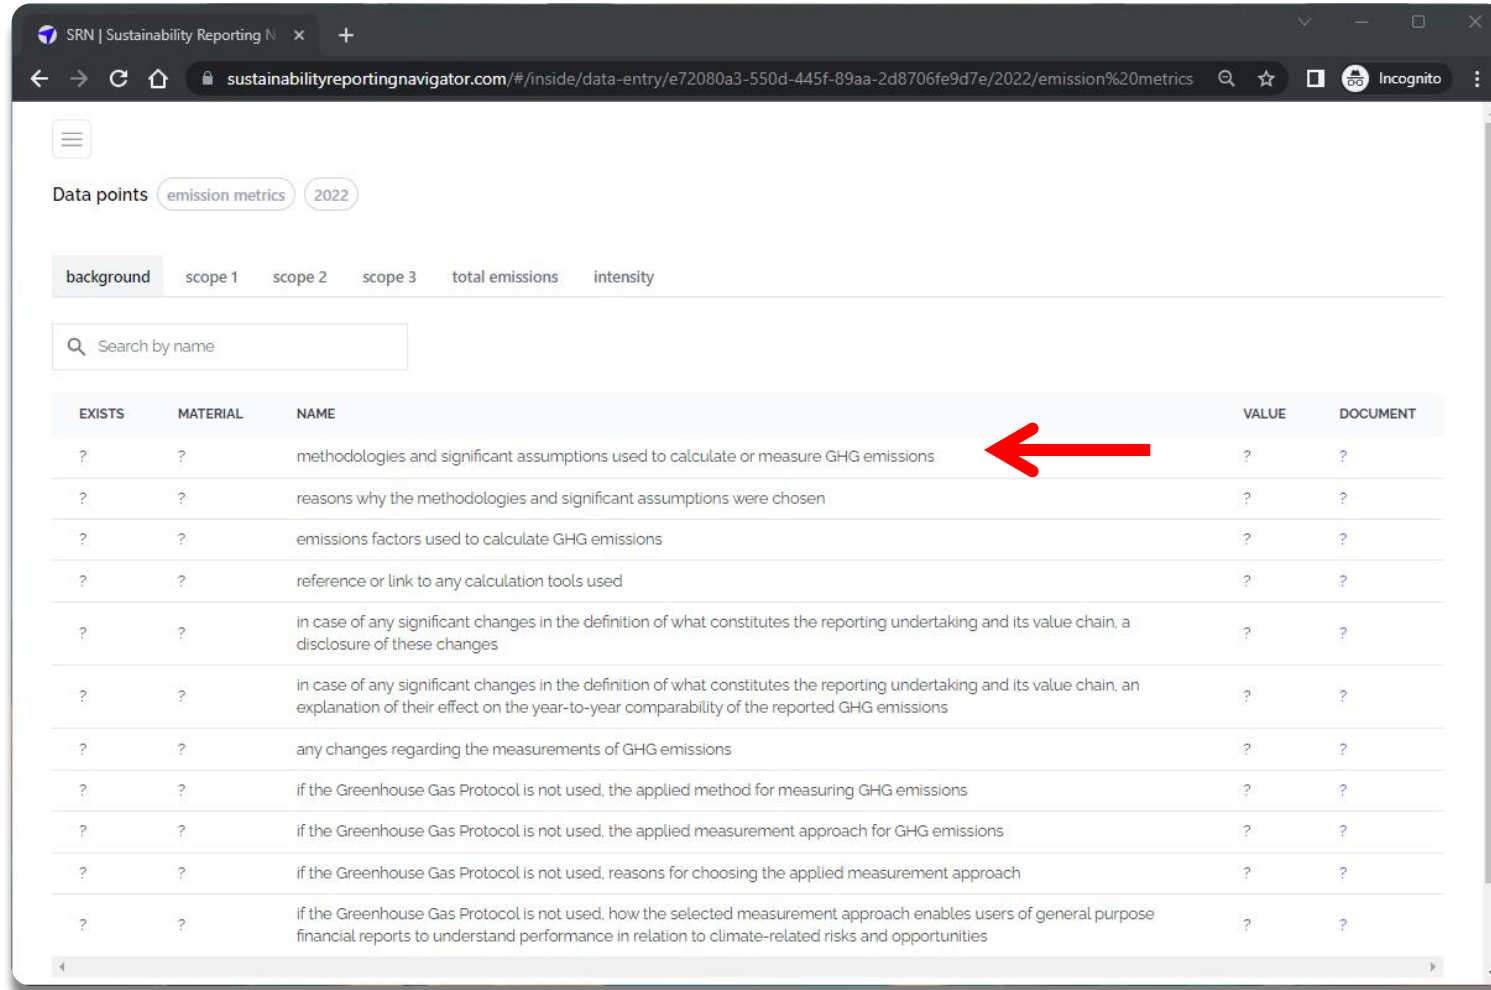 SRN | Sustainability Reporting N
sustainabilityreportingnavigator.com/#/inside/data-entry/e72080a3-550d-445f-89aa-2d8706fe9d7e/2022/emission%20metrics
Incognito
Data points emission metrics 2022
background scope 1 scope 2 scope 3 total emissions intensity
Search by name
EXISTS MATERIAL NAME VALUE DOCUMENT
? ? methodologies and significant assumptions used to calculate or measure GHG emissions ? ?
? ? reasons why the methodologies and significant assumptions were chosen ? ?
? ? emissions factors used to calculate GHG emissions ? ?
? ? reference or link to any calculation tools used ? ?
? ? in case of any significant changes in the definition of what constitutes the reporting undertaking and its value chain, a ? ?
disclosure of these changes
? ? in case of any significant changes in the definition of what constitutes the reporting undertaking and its value chain, an ? ?
explanation of their effect on the year-to-year comparability of the reported GHG emissions
? ? any changes regarding the measurements of GHG emissions ? ?
? ? if the Greenhouse Gas Protocol is not used, the applied method for measuring GHG emissions ? ?
? ? if the Greenhouse Gas Protocol is not used, the applied measurement approach for GHG emissions ? ?
? ? if the Greenhouse Gas Protocol is not used, reasons for choosing the applied measurement approach ? ?
? ? if the Greenhouse Gas Protocol is not used, how the selected measurement approach enables users of general purpose ? ?
financial reports to understand performance in relation to climate-related risks and opportunities